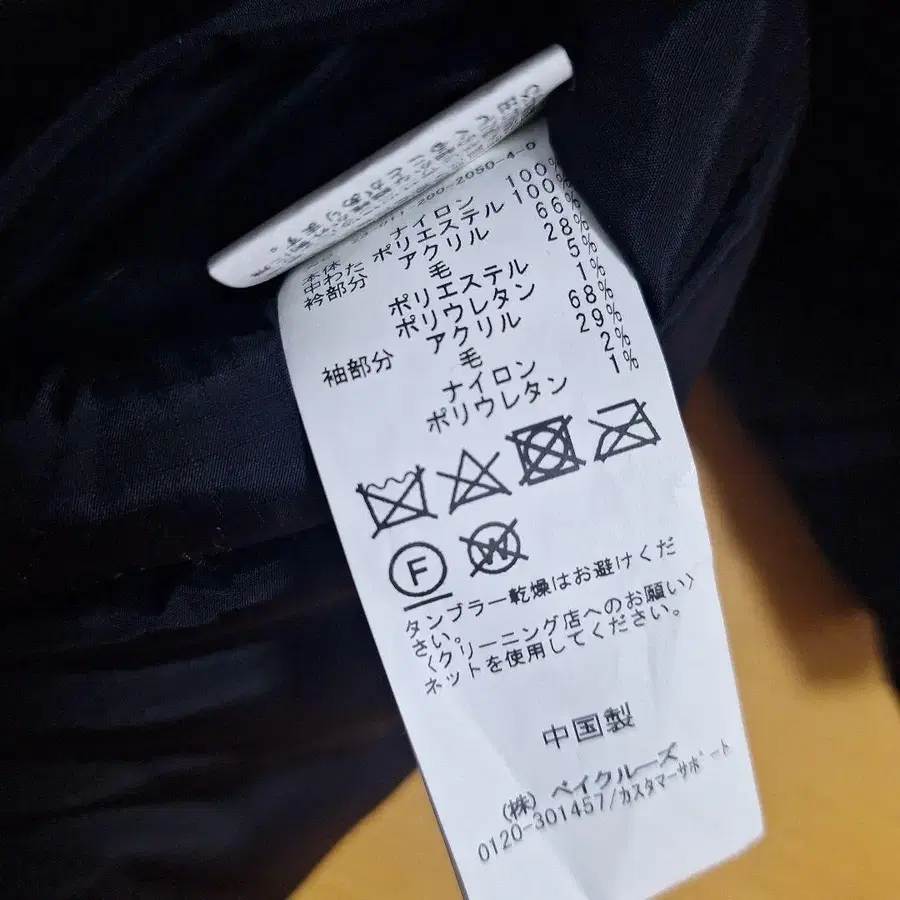 200-2050-4-0
本体 ナイロン 100%
中わた ポリエステル 100%
衿部分 アクリル 66%
毛 28%
ポリエステル 5%
ポリウレタン 1%
袖部分 アクリル 68%
毛 29%
ナイロン 2%
ポリウレタン 1%
F W
タンブラー乾燥はお避けくだ
さい。
〈クリーニング店へのお願い〉
ネットを使用してください。
中国製
(株) ベイクルーズ
0120-301457/カスタマーサポート